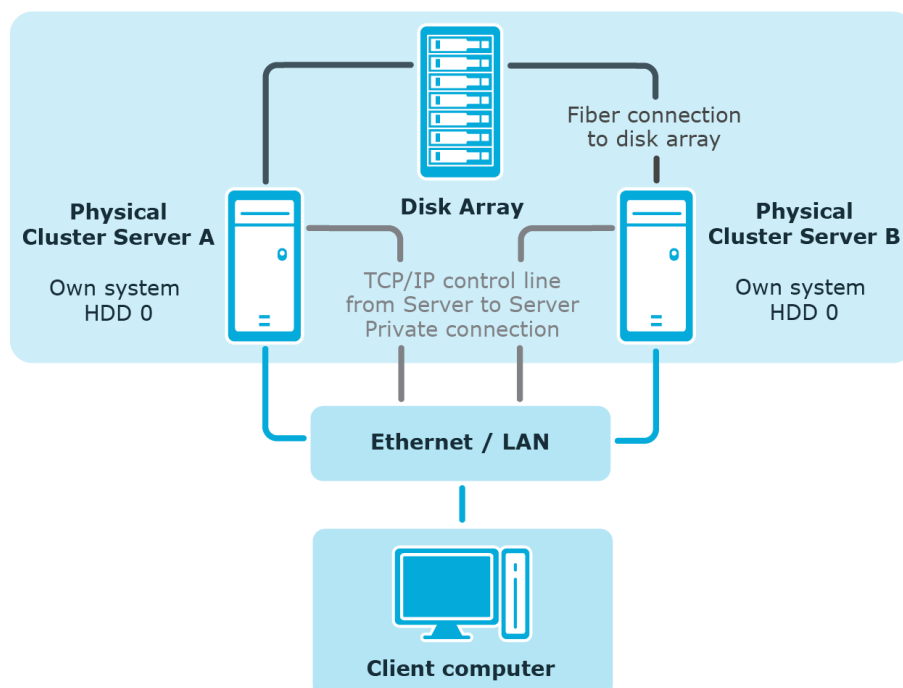 Fiber connection
to disk array
Disk Array
Physical
Cluster Server A
Own system
HDD 0
Physical
Cluster Server B
Own system
HDD 0
TCP/IP control line
from Server to Server
Private connection
Ethernet / LAN
Client computer